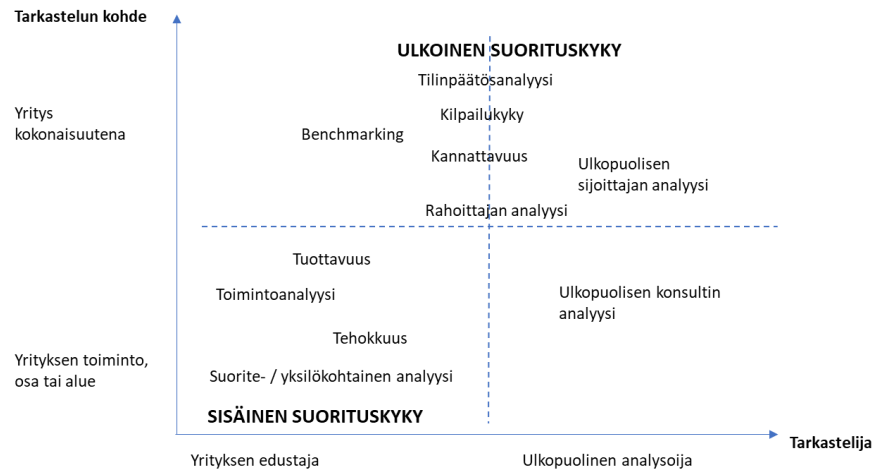 Tarkastelun kohde
ULKOINEN SUORITUSKYKY
Tilinpäätösanalyysi
Yritys
kokonaisuutena
Kilpailukyky
Benchmarking
Kannattavuus
Ulkopuolisen
sijoittajan analyysi
Rahoittajan analyysi
Tuottavuus
Toimintoanalyysi
Ulkopuolisen konsultin
analyysi
Tehokkuus
Yrityksen toiminto,
osa tai alue
Suorite- / yksilökohtainen analyysi
SISÄINEN SUORITUSKYKY
Tarkastelija
Yrityksen edustaja
Ulkopuolinen analysoija